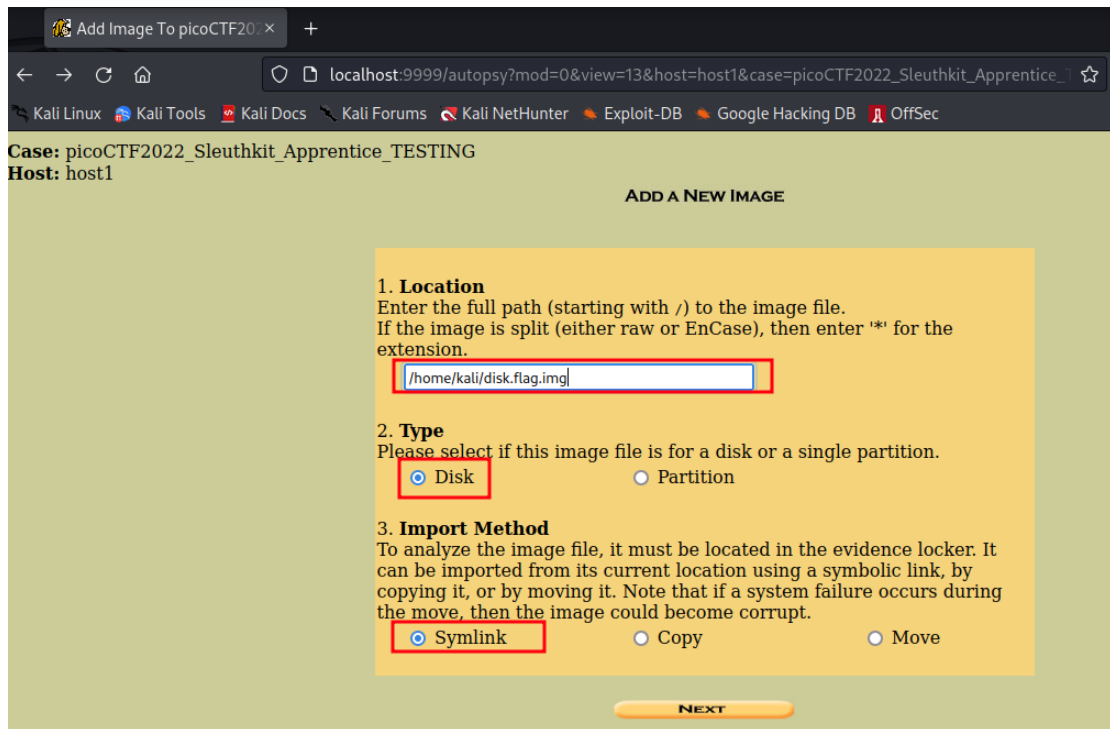 Add Image To picoCTF202
localhost:9999/autopsy?mod=0&view=13&host=host1&case=picoCTF2022_Sleuthkit_Apprentice_T
Kali Linux Kali Tools Kali Docs Kali Forums Kali NetHunter Exploit-DB Google Hacking DB OffSec
Case: picoCTF2022_Sleuthkit_Apprentice_TESTING
Host: host1
ADD A NEW IMAGE
1. Location
Enter the full path (starting with /) to the image file.
If the image is split (either raw or EnCase), then enter '*' for the
extension.
/home/kali/disk.flag.img
2. Type
Please select if this image file is for a disk or a single partition.
Disk Partition
3. Import Method
To analyze the image file, it must be located in the evidence locker. It
can be imported from its current location using a symbolic link, by
copying it, or by moving it. Note that if a system failure occurs during
the move, then the image could become corrupt.
Symlink Copy Move
NEXT